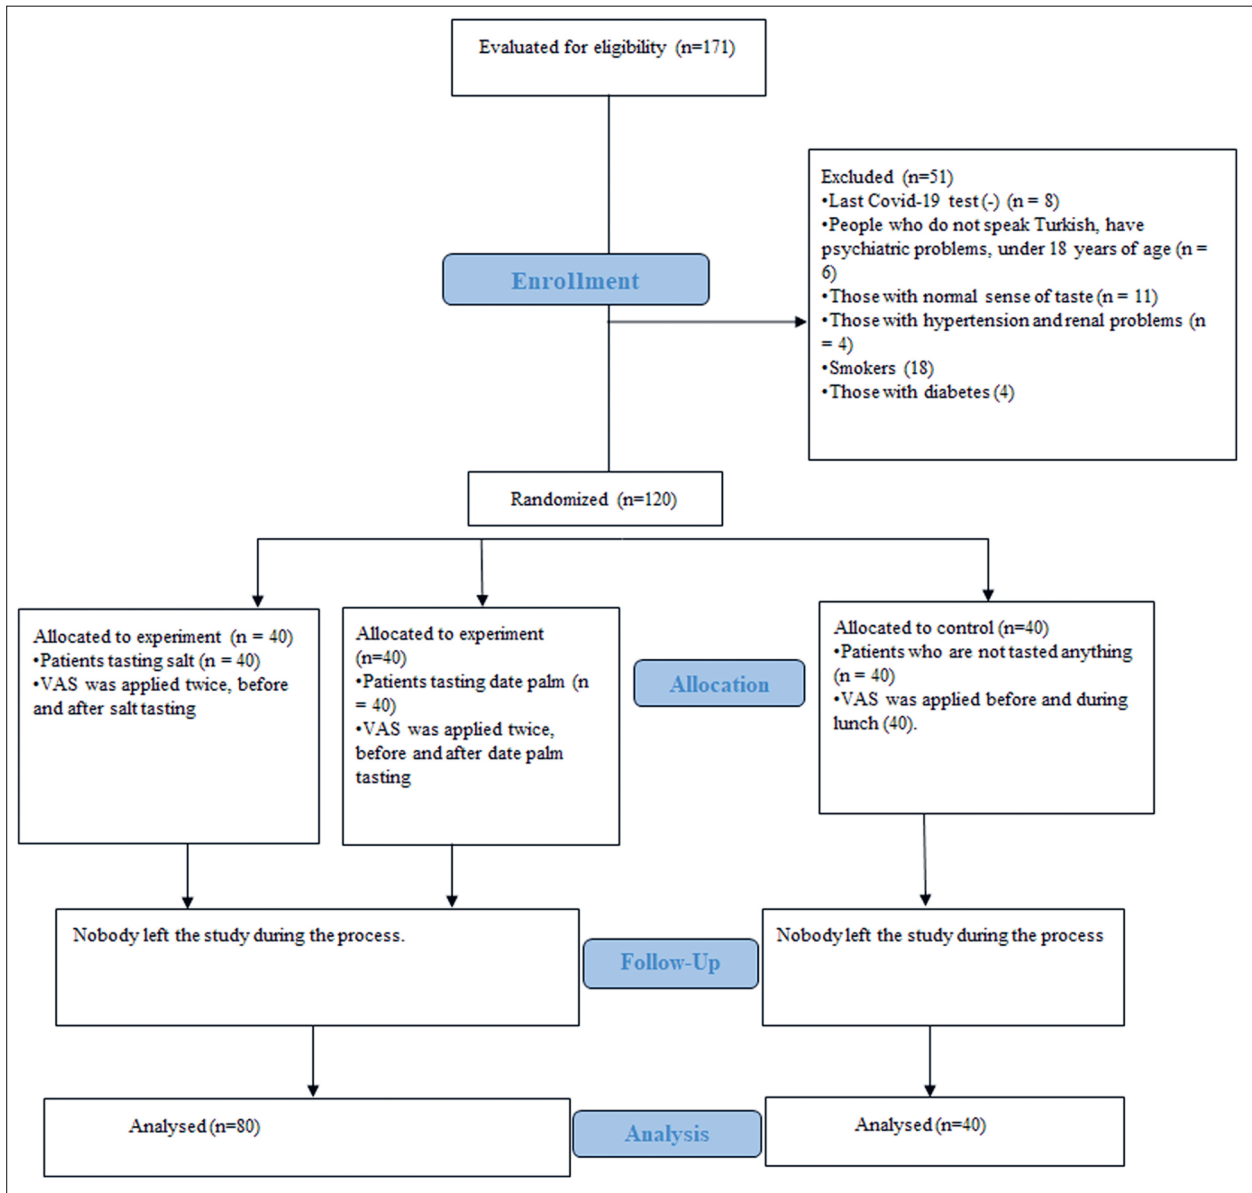 Evaluated for eligibility (n=171)
Excluded (n=51)
•Last Covid-19 test (-) (n = 8)
•People who do not speak Turkish, have
psychiatric problems, under 18 years of age (n =
6)
•Those with normal sense of taste (n = 11)
•Those with hypertension and renal problems (n
= 4)
•Smokers (18)
•Those with diabetes (4)
Enrollment
Randomized (n=120)
Allocated to experiment (n = 40)
•Patients tasting salt (n = 40)
•VAS was applied twice, before
and after salt tasting
Allocated to experiment
(n=40)
•Patients tasting date palm (n
= 40)
•VAS was applied twice,
before and after date palm
tasting
Allocation
Allocated to control (n=40)
•Patients who are not tasted anything
(n = 40)
•VAS was applied before and during
lunch (40).
Nobody left the study during the process.
Follow-Up
Nobody left the study during the process
Analysed (n=80)
Analysis
Analysed (n=40)